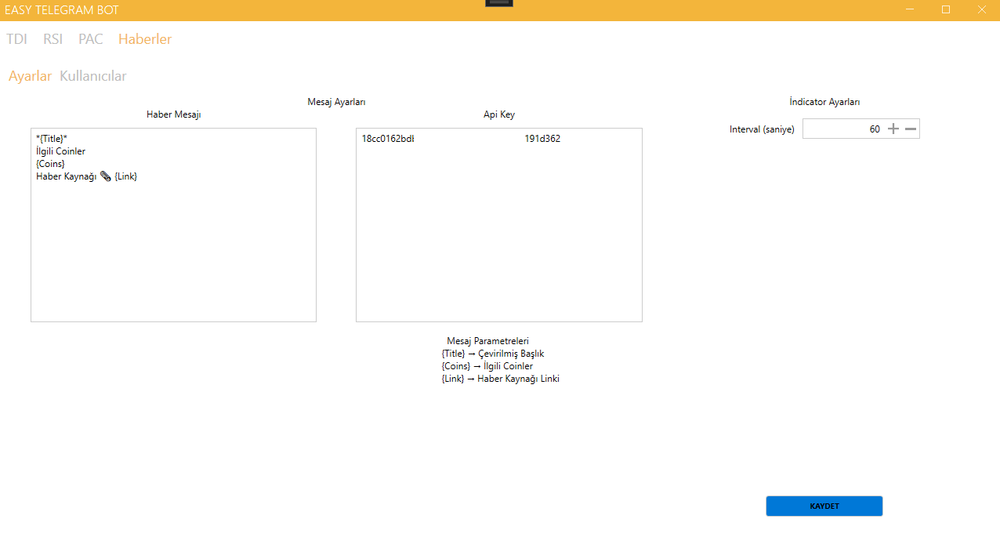 EASY TELEGRAM BOT
TDI RSI PAC Haberler
Ayarlar Kullanıcılar
Mesaj Ayarları
İndicator Ayarları
Haber Mesajı
Api Key
*{Title}*
İlgili Coinler
{Coins}
Haber Kaynağı 🗞 {Link}
18cc0162bdł 191d362
Interval (saniye) 60
Mesaj Parametreleri
{Title} → Çevirilmiş Başlık
{Coins} → İlgili Coinler
{Link} → Haber Kaynağı Linki
KAYDET